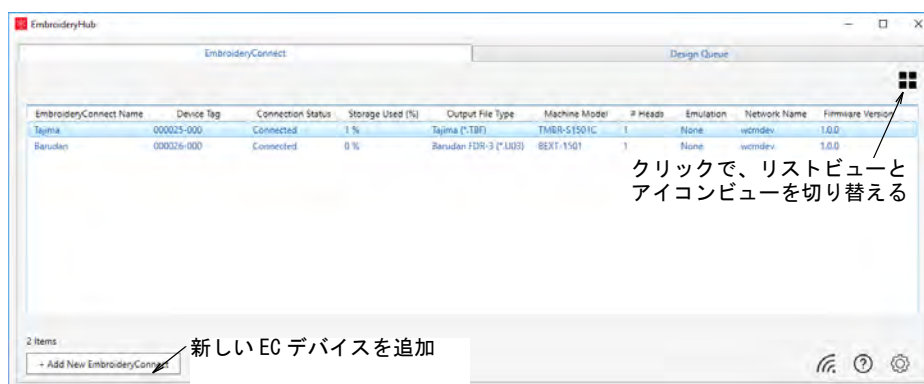 EmbroideryHub
EmbroideryConnect
Design Queue
EmbroideryConnect Name Device Tag Connection Status Storage Used (%) Output File Type Machine Model # Heads Emulation Network Name Firmware Version
Tajima 000025-000 Connected 1 % Tajima (*.TBF) TMBR-S1501C 1 None wcmdev 1.0.0
Barudan 000026-000 Connected 0 % Barudan FDR-3 (*.U03) BEXT-1501 1 None wcmdev 1.0.0
クリックで、リストビューと
アイコンビューを切り替える
2 Items
新しい EC デバイスを追加
+ Add New EmbroideryConnect